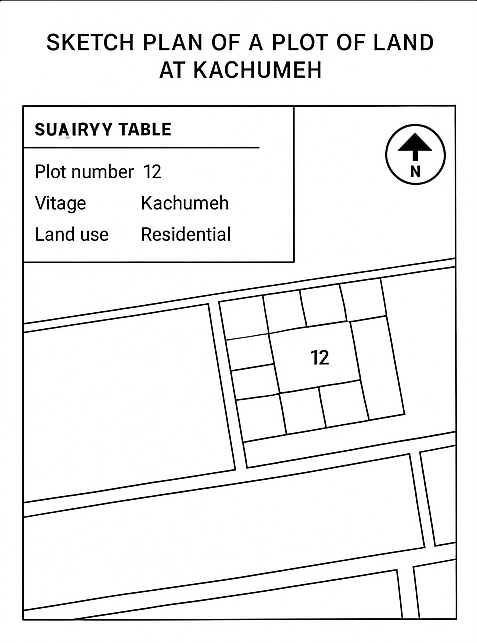 SKETCH PLAN OF A PLOT OF LAND
AT KACHUMEH
SUAIRYY TABLE
Plot number 12
Vitage Kachumeh
Land use Residential
N
12